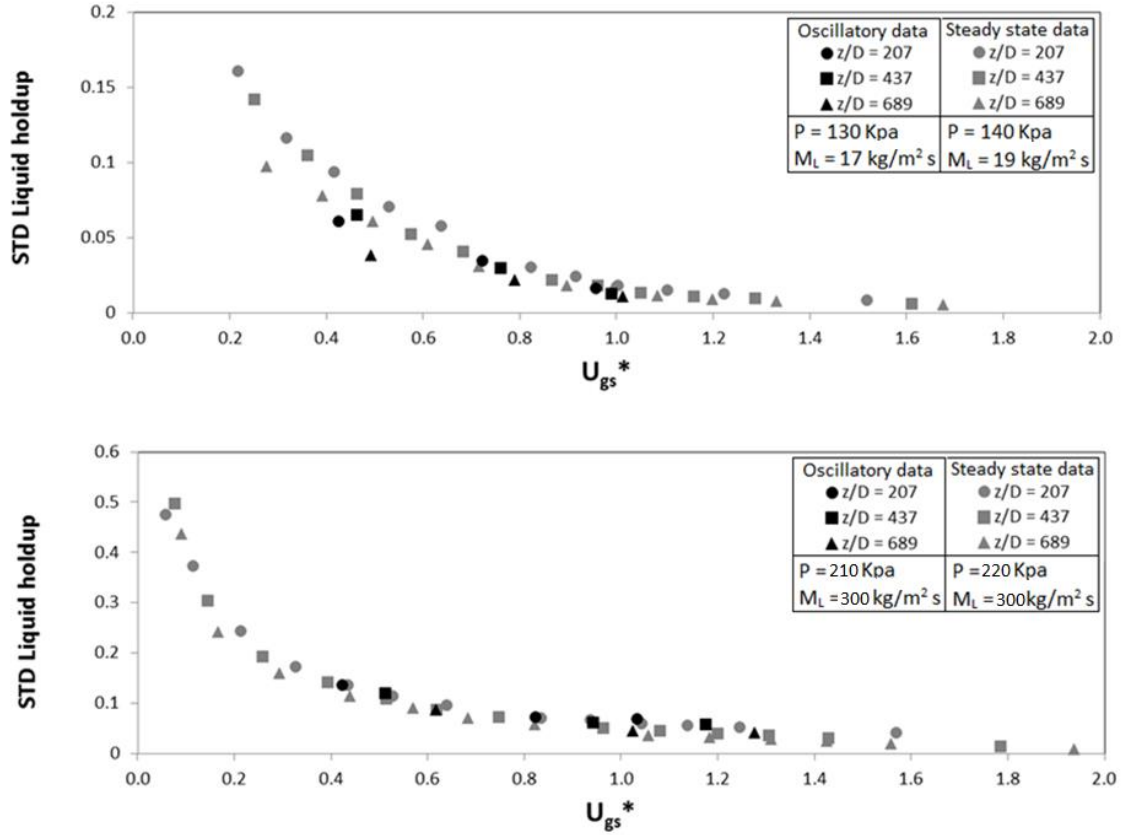 0.2
0.15
0.1
0.05
0
STD Liquid holdup
Oscillatory data Steady state data
z/D = 207 z/D = 207
z/D = 437 z/D = 437
z/D = 689 z/D = 689
P = 130 Kpa P = 140 Kpa
M_L = 17 kg/m² s M_L = 19 kg/m² s
0.0 0.2 0.4 0.6 0.8 1.0 1.2 1.4 1.6 1.8 2.0
U_gs*
0.6
0.5
0.4
0.3
0.2
0.1
0
STD Liquid holdup
Oscillatory data Steady state data
z/D = 207 z/D = 207
z/D = 437 z/D = 437
z/D = 689 z/D = 689
P = 210 Kpa P = 220 Kpa
M_L = 300 kg/m² s M_L = 300 kg/m² s
0.0 0.2 0.4 0.6 0.8 1.0 1.2 1.4 1.6 1.8 2.0
U_gs*